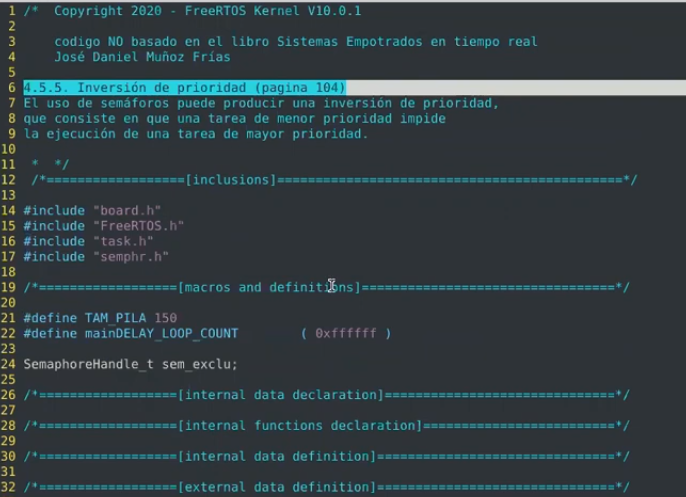 1 /*  Copyright 2020 - FreeRTOS Kernel V10.0.1
2
3     codigo NO basado en el libro Sistemas Empotrados en tiempo real
4     José Daniel Muñoz Frías
5
6 4.5.5. Inversión de prioridad (pagina 104)
7 El uso de semáforos puede producir una inversión de prioridad,
8 que consiste en que una tarea de menor prioridad impide
9 la ejecución de una tarea de mayor prioridad.
10
11  *  */
12  /*==================[inclusions]=============================================*/
13
14 #include "board.h"
15 #include "FreeRTOS.h"
16 #include "task.h"
17 #include "semphr.h"
18
19 /*==================[macros and definitions]=================================*/
20
21 #define TAM_PILA 150
22 #define mainDELAY_LOOP_COUNT        ( 0xffffff )
23
24 SemaphoreHandle_t sem_exclu;
25
26 /*==================[internal data declaration]==============================*/
27
28 /*==================[internal functions declaration]=========================*/
29
30 /*==================[internal data definition]===============================*/
31
32 /*==================[external data definition]===============================*/